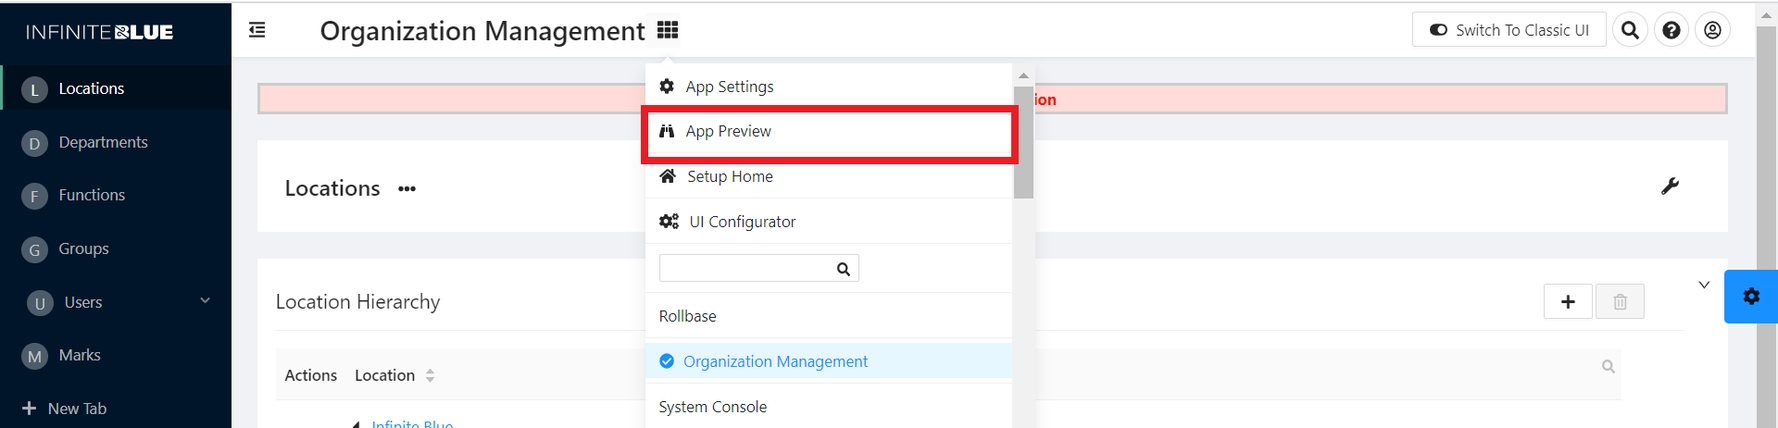 INFINITEBLUE
Organization Management
Switch To Classic UI
L Locations
D Departments
F Functions
G Groups
U Users
M Marks
New Tab
App Settings
App Preview
Setup Home
UI Configurator
Rollbase
Organization Management
System Console
Locations
Location Hierarchy
Actions Location
Infinite Blue